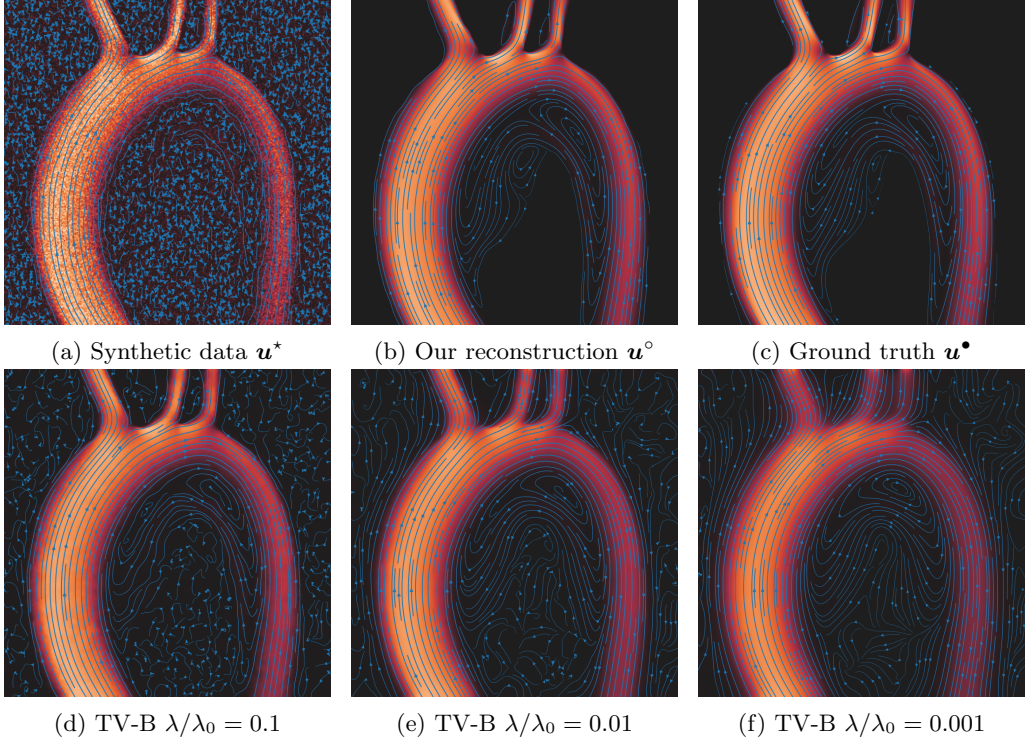 (a) Synthetic data u⋆
(b) Our reconstruction u∘
(c) Ground truth u•
(d) TV-B λ/λ₀ = 0.1
(e) TV-B λ/λ₀ = 0.01
(f) TV-B λ/λ₀ = 0.001